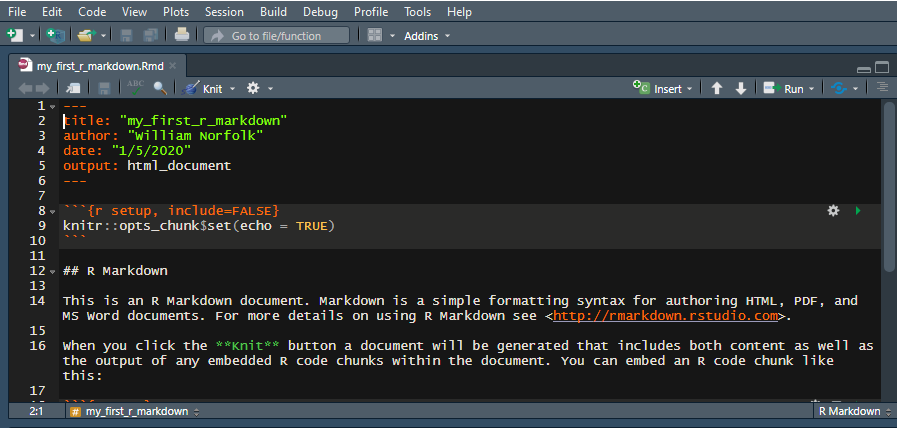 File Edit Code View Plots Session Build Debug Profile Tools Help
Go to file/function Addins
my_first_r_markdown.Rmd
ABC Knit Insert Run
1 ---
2 title: "my_first_r_markdown"
3 author: "William Norfolk"
4 date: "1/5/2020"
5 output: html_document
6 ---
7
8 ```{r setup, include=FALSE}
9 knitr::opts_chunk$set(echo = TRUE)
10 ```
11
12 ## R Markdown
13
14 This is an R Markdown document. Markdown is a simple formatting syntax for authoring HTML, PDF, and
MS Word documents. For more details on using R Markdown see <http://rmarkdown.rstudio.com>.
15
16 When you click the **Knit** button a document will be generated that includes both content as well as
the output of any embedded R code chunks within the document. You can embed an R code chunk like
this:
17
2:1 # my_first_r_markdown R Markdown